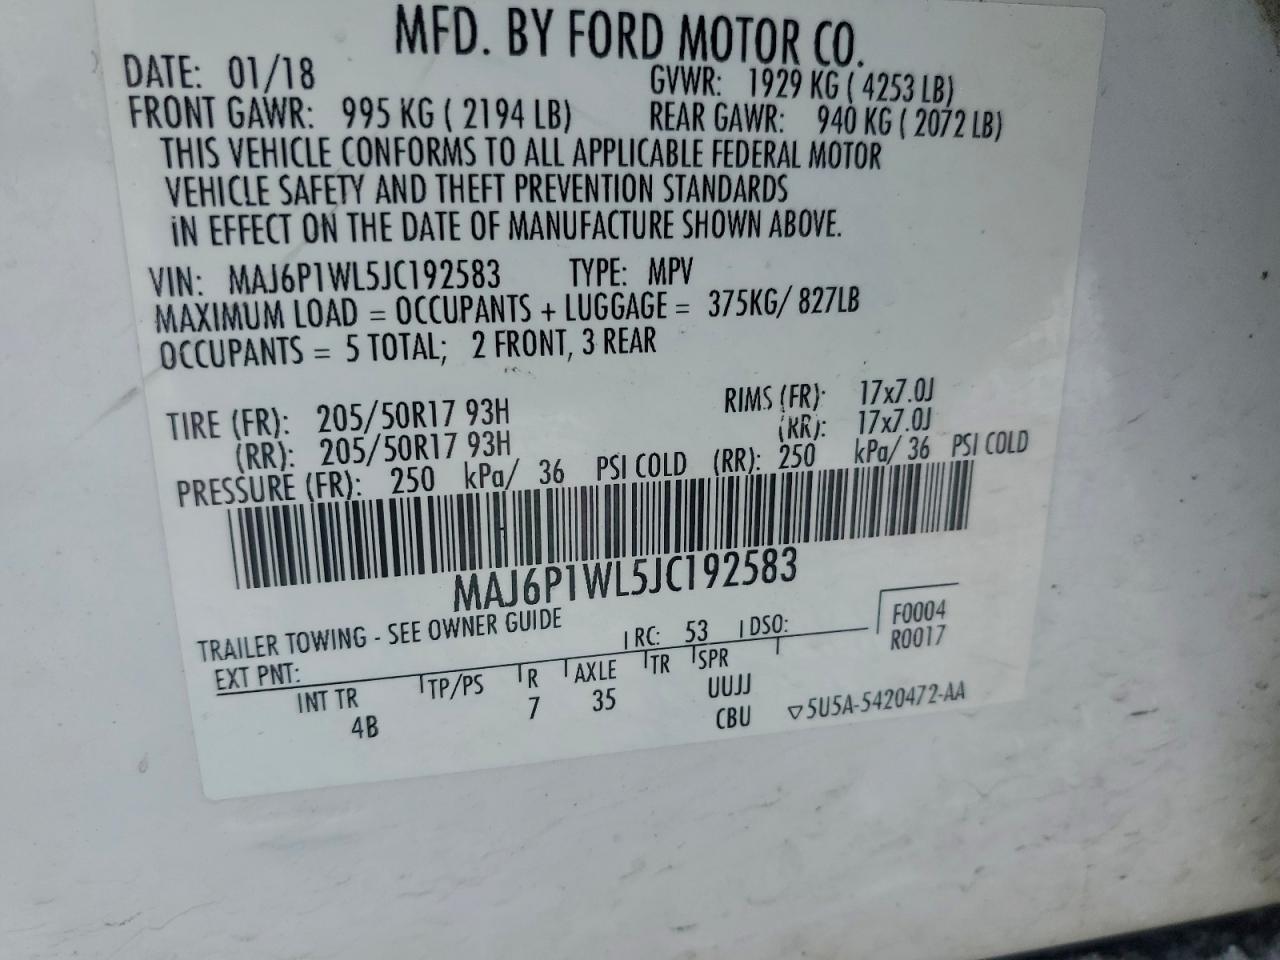 MFD. BY FORD MOTOR CO.
DATE: 01/18 GVWR: 1929 KG ( 4253 LB)
FRONT GAWR: 995 KG ( 2194 LB) REAR GAWR: 940 KG ( 2072 LB)
THIS VEHICLE CONFORMS TO ALL APPLICABLE FEDERAL MOTOR
VEHICLE SAFETY AND THEFT PREVENTION STANDARDS
IN EFFECT ON THE DATE OF MANUFACTURE SHOWN ABOVE.
VIN: MAJ6P1WL5JC192583 TYPE: MPV
MAXIMUM LOAD = OCCUPANTS + LUGGAGE = 375KG/ 827LB
OCCUPANTS = 5 TOTAL; 2 FRONT, 3 REAR
TIRE (FR): 205/50R17 93H RIMS (FR): 17x7.0J
(RR): 205/50R17 93H (RR): 17x7.0J
PRESSURE (FR): 250 kPa/ 36 PSI COLD (RR): 250 kPa/ 36 PSI COLD
MAJ6P1WL5JC192583
TRAILER TOWING - SEE OWNER GUIDE
EXT PNT: RC: 53 DSO: F0004
R0017
INT TR TP/PS R AXLE TR SPR
4B 7 35 UUJJ
CBU ▽5U5A-5420472-AA